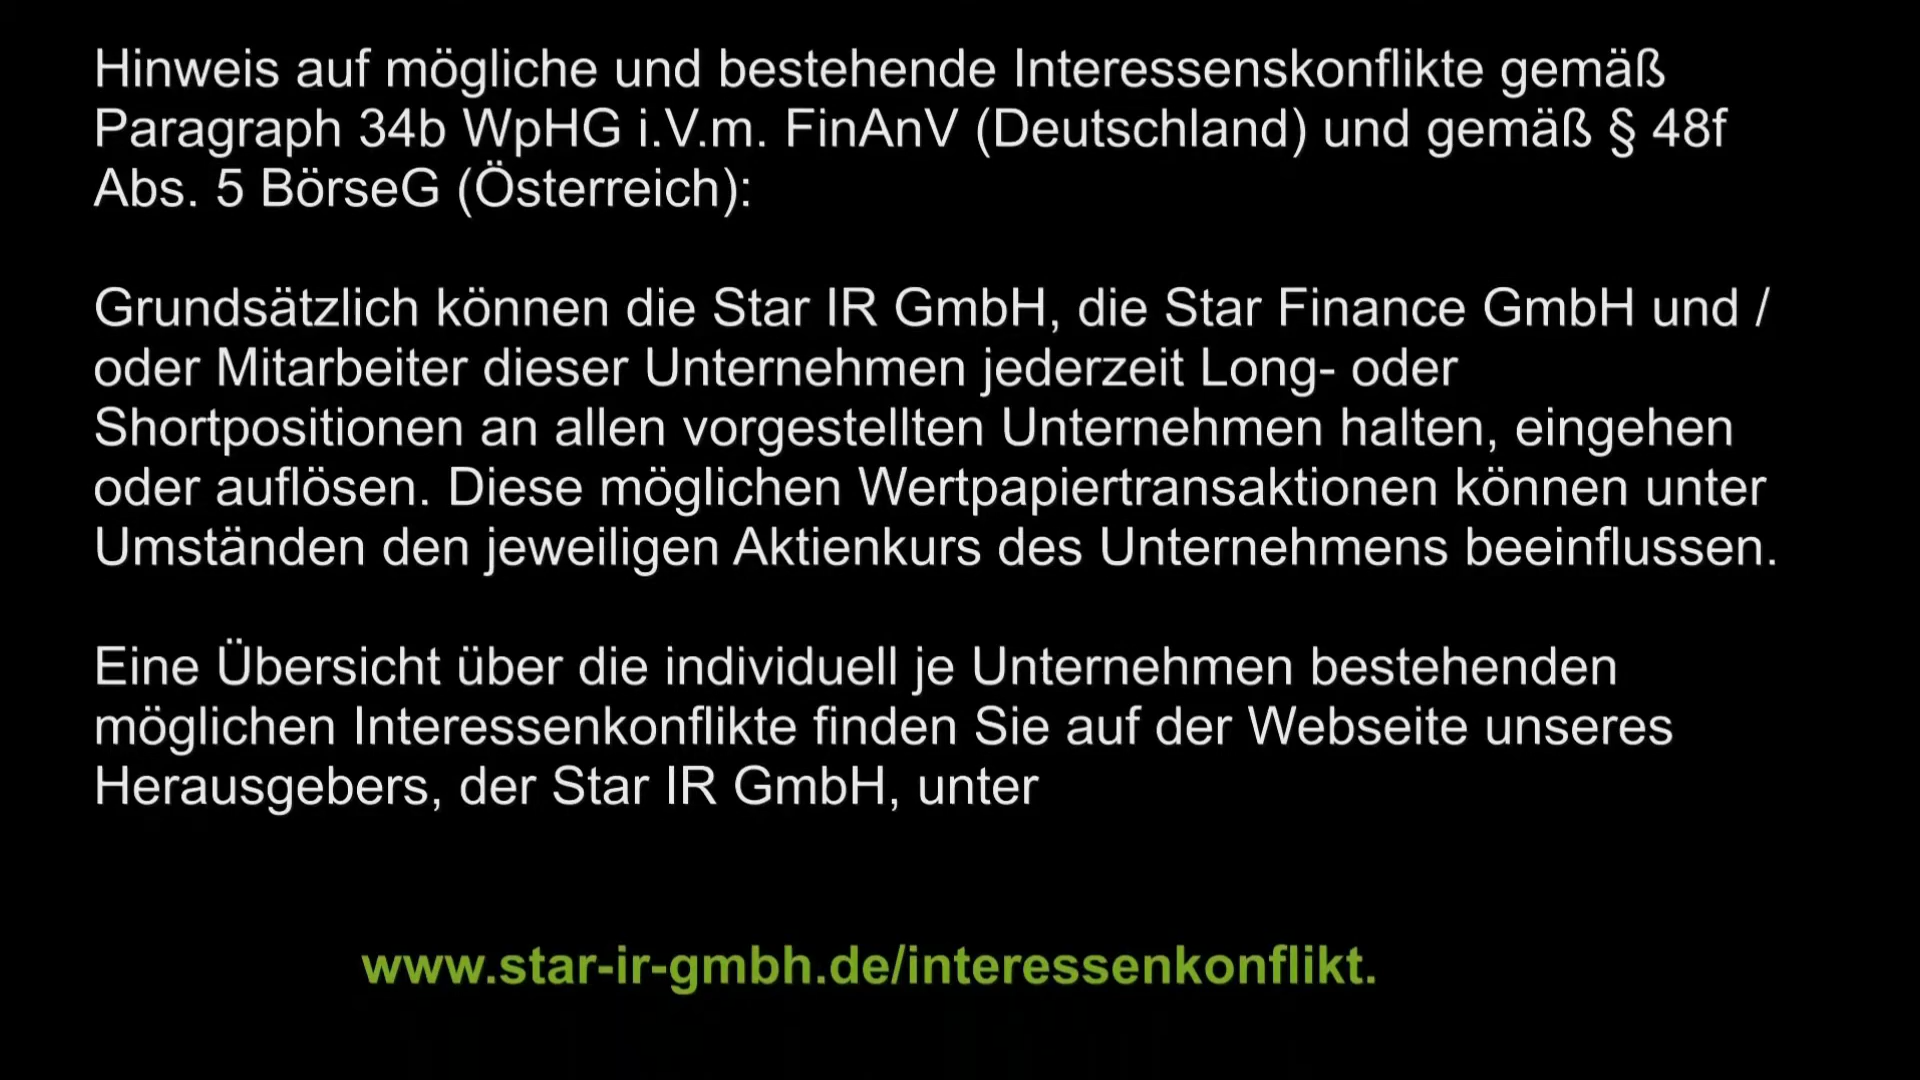 Hinweis auf mögliche und bestehende Interessenskonflikte gemäß
Paragraph 34b WpHG i.V.m. FinAnV (Deutschland) und gemäß § 48f
Abs. 5 BörseG (Österreich):
Grundsätzlich können die Star IR GmbH, die Star Finance GmbH und /
oder Mitarbeiter dieser Unternehmen jederzeit Long- oder
Shortpositionen an allen vorgestellten Unternehmen halten, eingehen
oder auflösen. Diese möglichen Wertpapiertransaktionen können unter
Umständen den jeweiligen Aktienkurs des Unternehmens beeinflussen.
Eine Übersicht über die individuell je Unternehmen bestehenden
möglichen Interessenkonflikte finden Sie auf der Webseite unseres
Herausgebers, der Star IR GmbH, unter
www.star-ir-gmbh.de/interessenkonflikt.